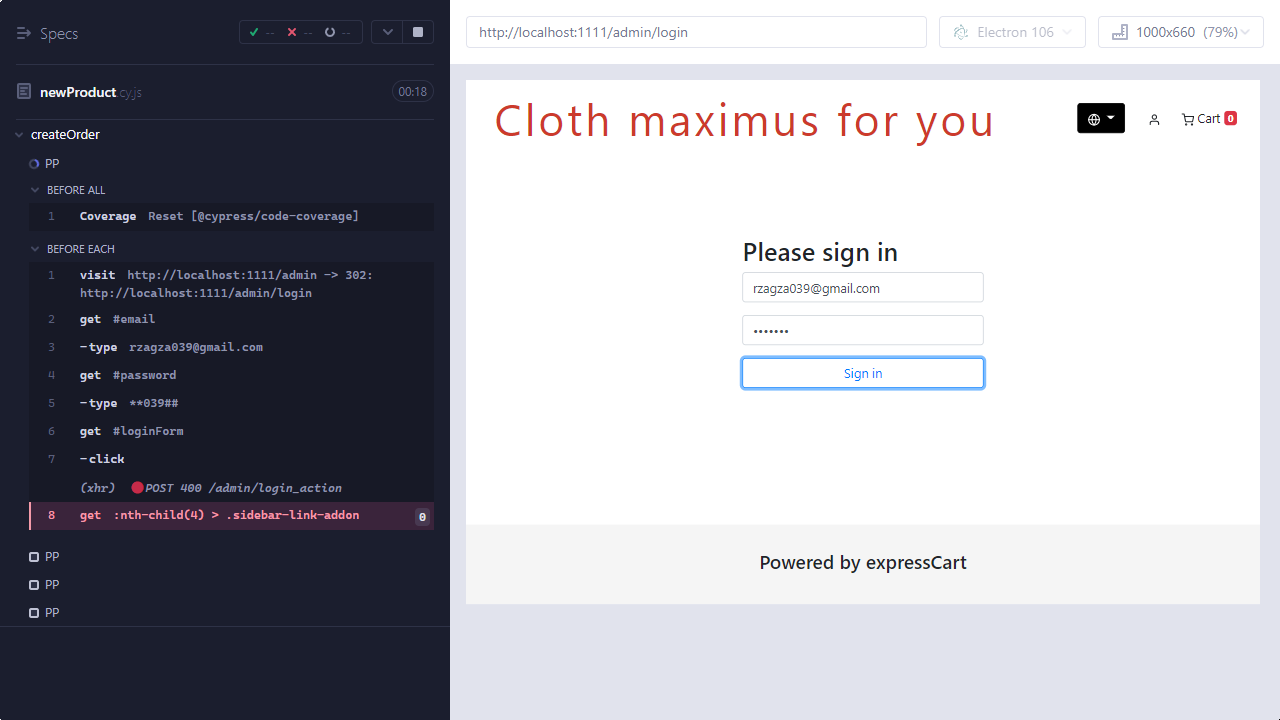 Specs
-- -- --
newProduct.cy.js
00:18
createOrder
PP
BEFORE ALL
1 Coverage Reset [@cypress/code-coverage]
BEFORE EACH
1 visit http://localhost:1111/admin -> 302:
http://localhost:1111/admin/login
2 get #email
3 -type rzagza039@gmail.com
4 get #password
5 -type **039##
6 get #loginForm
7 -click
(xhr) POST 400 /admin/login_action
8 get :nth-child(4) > .sidebar-link-addon 0
PP
PP
PP
http://localhost:1111/admin/login
Electron 106
1000x660 (79%)
Cloth maximus for you
Cart 0
Please sign in
rzagza039@gmail.com
•••••••
Sign in
Powered by expressCart